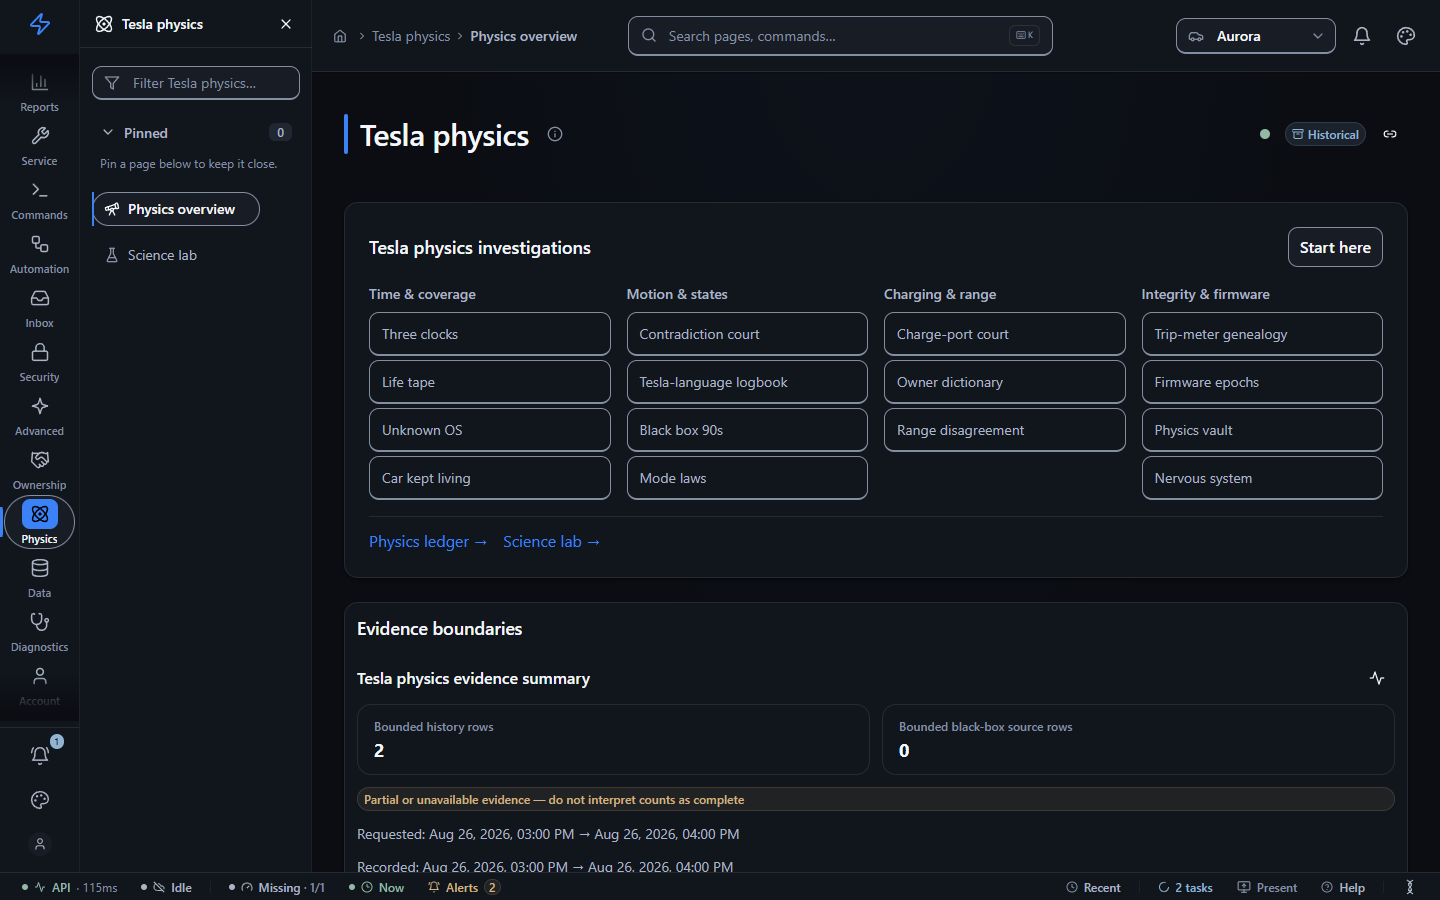 Tesla physics
Tesla physics
Physics overview
Search pages, commands...
K
Aurora
Filter Tesla physics...
Pinned
0
Pin a page below to keep it close.
Physics overview
Science lab
Reports
Service
Commands
Automation
Inbox
Security
Advanced
Ownership
Physics
Data
Diagnostics
Account
1
Tesla physics
Historical
Tesla physics investigations
Start here
Time & coverage
Three clocks
Life tape
Unknown OS
Car kept living
Motion & states
Contradiction court
Tesla-language logbook
Black box 90s
Mode laws
Charging & range
Charge-port court
Owner dictionary
Range disagreement
Integrity & firmware
Trip-meter genealogy
Firmware epochs
Physics vault
Nervous system
Physics ledger →
Science lab →
Evidence boundaries
Tesla physics evidence summary
Bounded history rows
2
Bounded black-box source rows
0
Partial or unavailable evidence — do not interpret counts as complete
Requested: Aug 26, 2026, 03:00 PM → Aug 26, 2026, 04:00 PM
Recorded: Aug 26, 2026, 03:00 PM → Aug 26, 2026, 04:00 PM
API · 115ms
Idle
Missing · 1/1
Now
Alerts 2
Recent
2 tasks
Present
Help